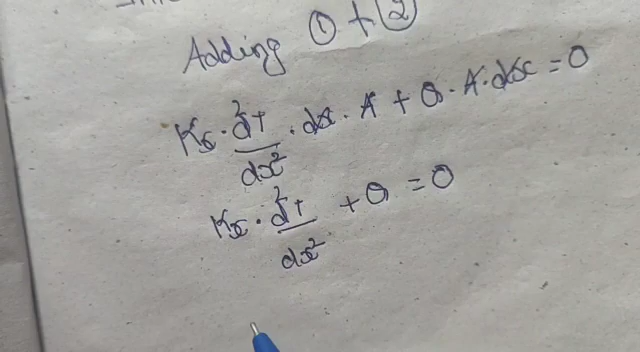 Adding ① + ②
Kx · d²T/dx² · dx · A + Q · A · dx = 0
Kx · d²T/dx² + Q = 0